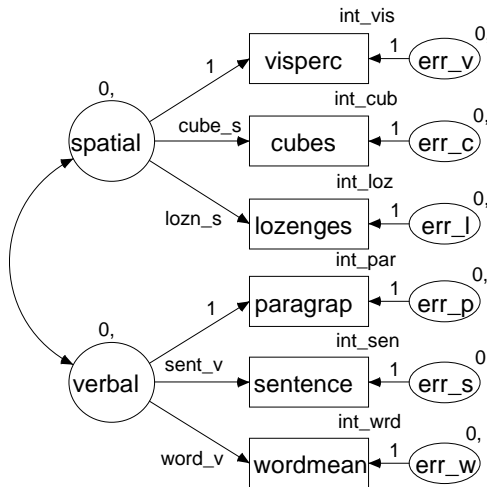 int_vis
0,
1
visperc
1
err_v
0,
spatial
int_cub
0,
cube_s
cubes
1
err_c
int_loz
0,
lozn_s
lozenges
1
err_l
int_par
0,
1
paragrap
1
err_p
0,
verbal
int_sen
0,
sent_v
sentence
1
err_s
int_wrd
0,
word_v
wordmean
1
err_w